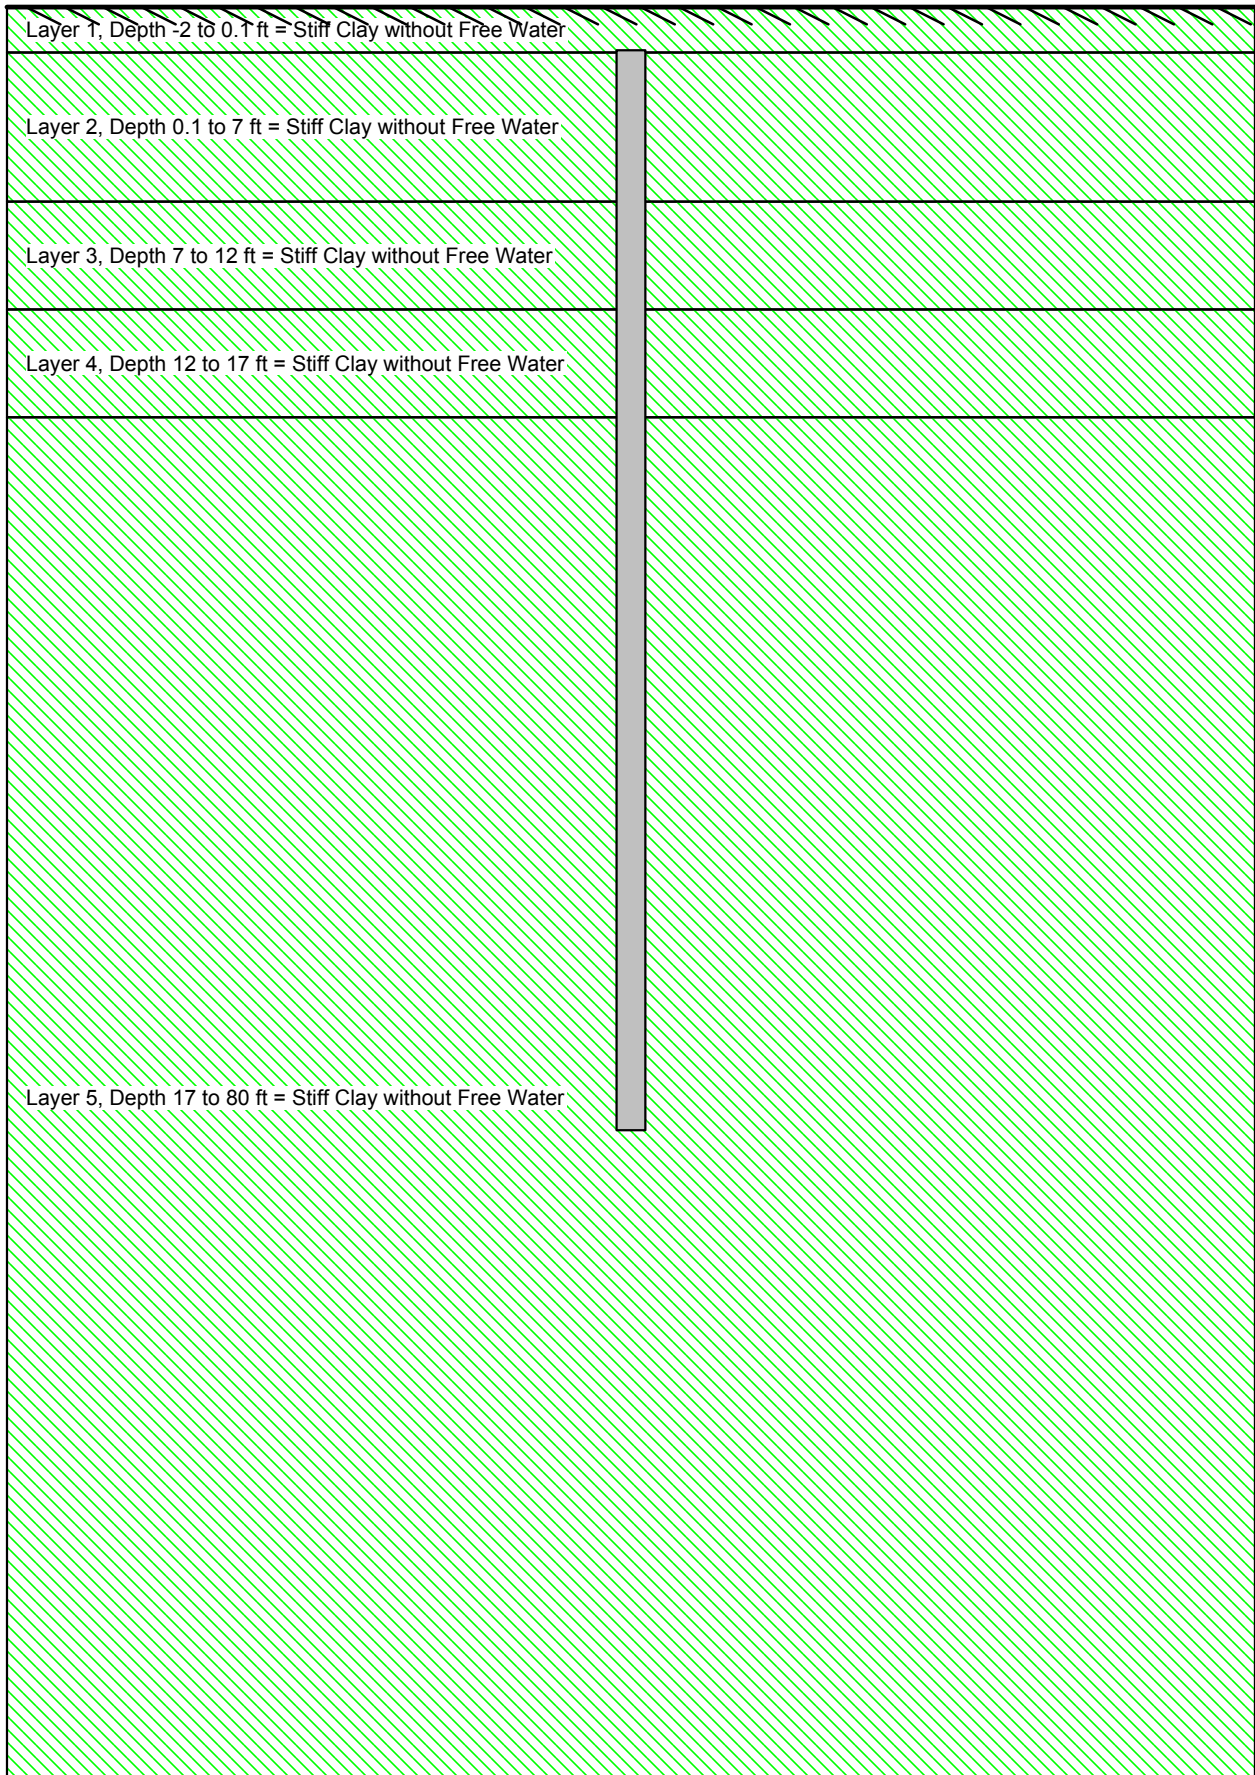 Layer 1, Depth -2 to 0.1 ft = Stiff Clay without Free Water
Layer 2, Depth 0.1 to 7 ft = Stiff Clay without Free Water
Layer 3, Depth 7 to 12 ft = Stiff Clay without Free Water
Layer 4, Depth 12 to 17 ft = Stiff Clay without Free Water
Layer 5, Depth 17 to 80 ft = Stiff Clay without Free Water